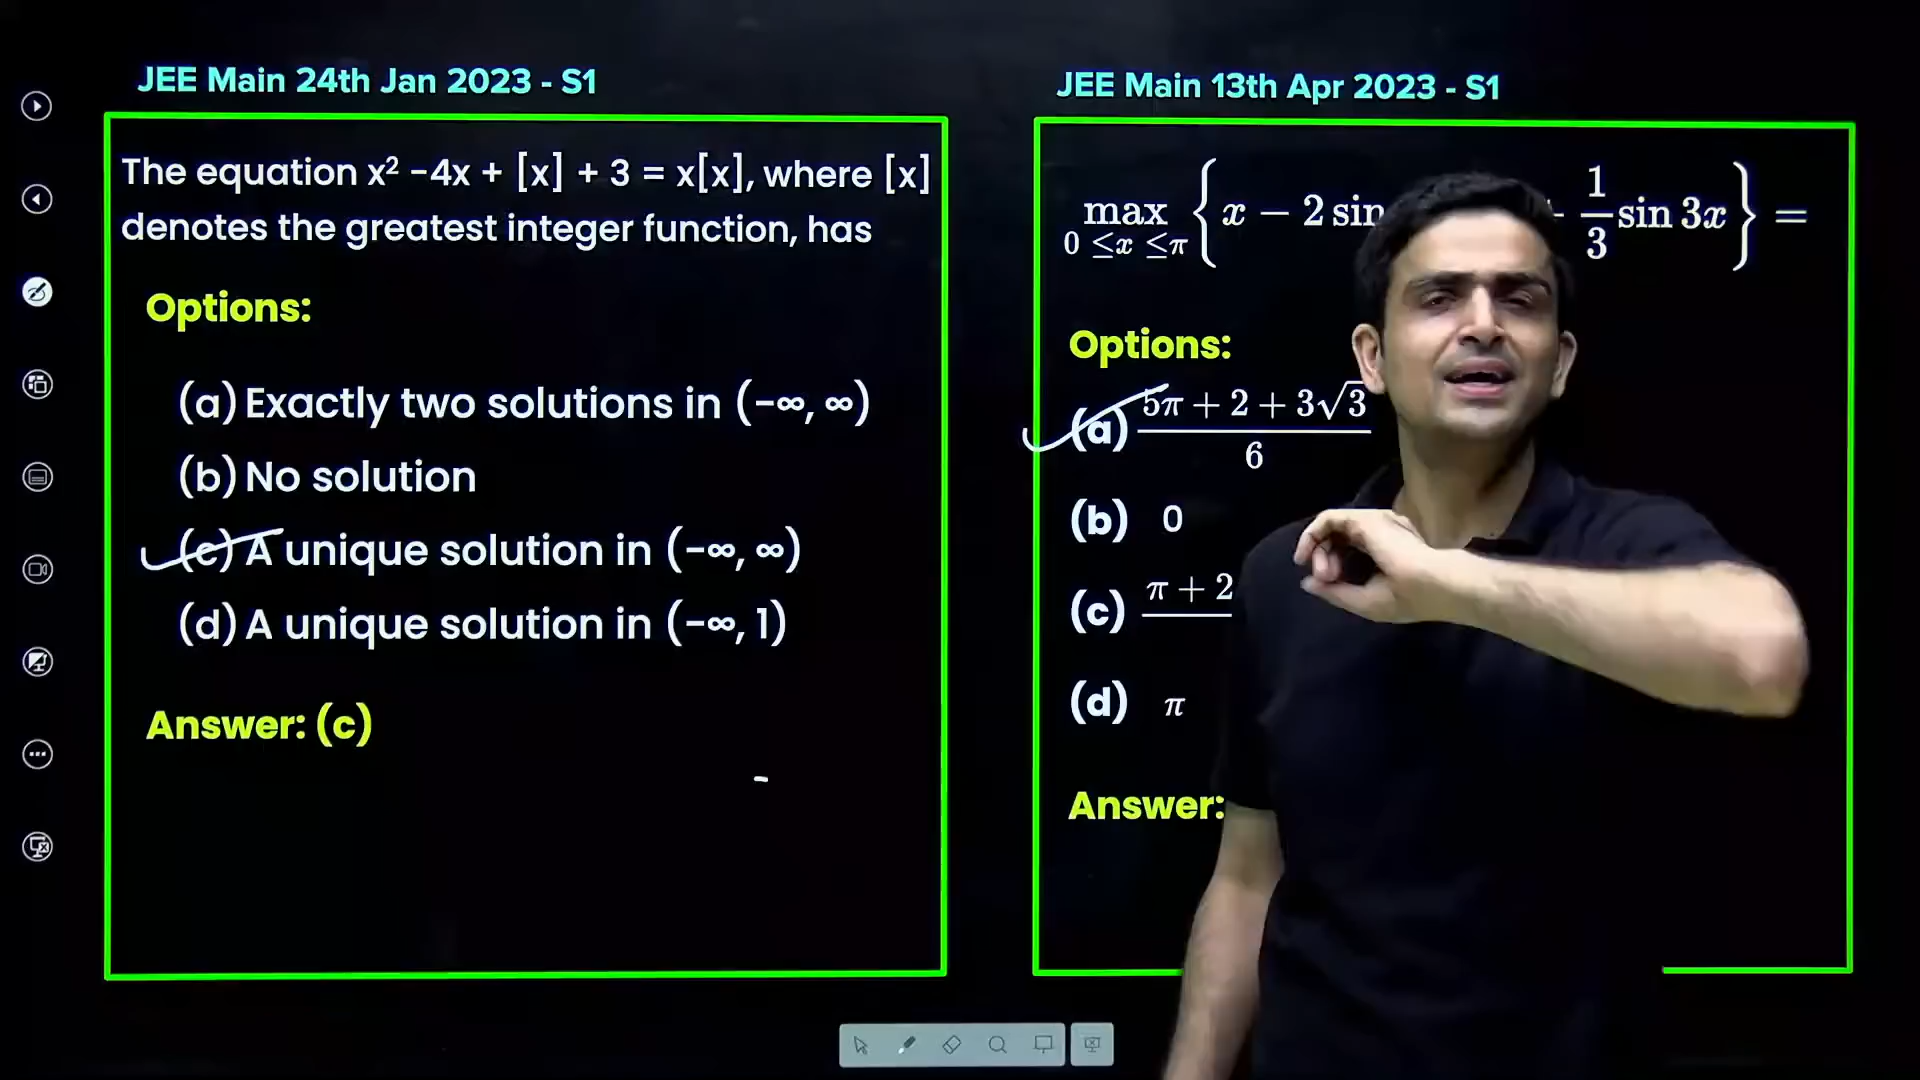 JEE Main 24th Jan 2023 - S1
The equation x² -4x + [x] + 3 = x[x], where [x]
denotes the greatest integer function, has
Options:
(a) Exactly two solutions in (-∞, ∞)
(b) No solution
(c) A unique solution in (-∞, ∞)
(d) A unique solution in (-∞, 1)
Answer: (c)
JEE Main 13th Apr 2023 - S1
max { x − 2 sin 1/3 sin 3x } =
0 ≤x ≤π
Options:
(a) 5π + 2 + 3√3
6
(b) 0
(c) π + 2
(d) π
Answer: